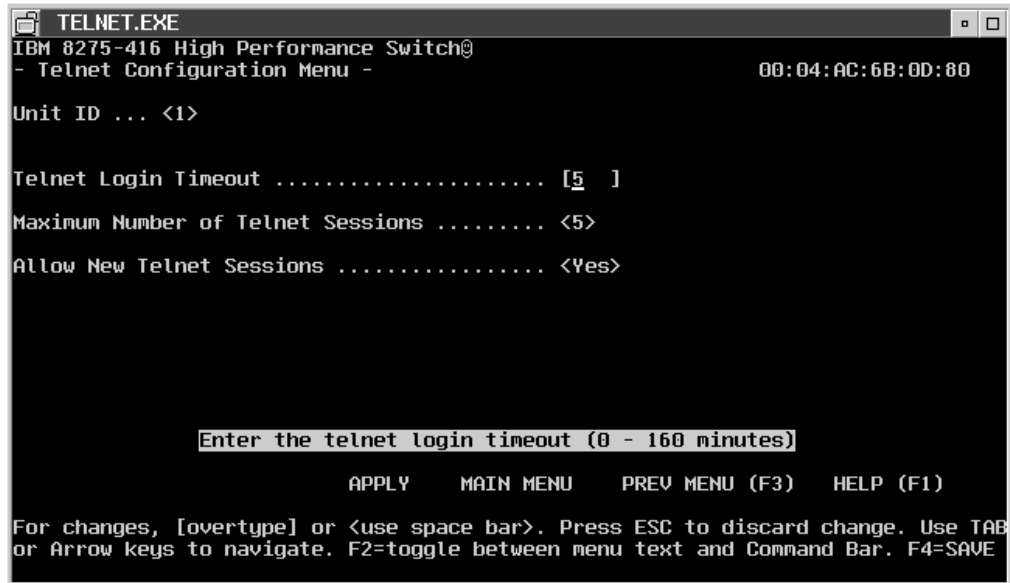 TELNET.EXE
IBM 8275-416 High Performance Switch@
- Telnet Configuration Menu - 00:04:AC:6B:0D:80
Unit ID ... <1>
Telnet Login Timeout ...................... [5 ]
Maximum Number of Telnet Sessions ......... <5>
Allow New Telnet Sessions ................. <Yes>
Enter the telnet login timeout (0 - 160 minutes)
APPLY MAIN MENU PREV MENU (F3) HELP (F1)
For changes, [overtype] or <use space bar>. Press ESC to discard change. Use TAB
or Arrow keys to navigate. F2=toggle between menu text and Command Bar. F4=SAVE